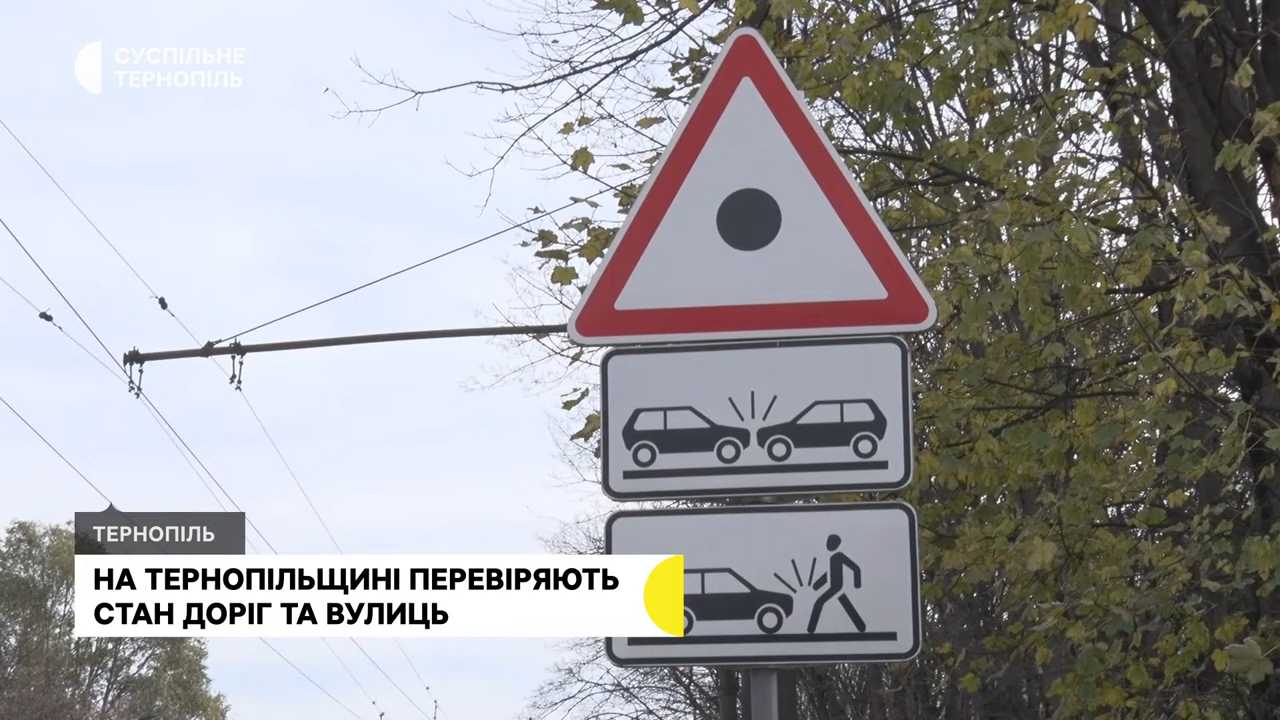 СУСПІЛЬНЕ
ТЕРНОПІЛЬ
ТЕРНОПІЛЬ
НА ТЕРНОПІЛЬЩИНІ ПЕРЕВІРЯЮТЬ
СТАН ДОРІГ ТА ВУЛИЦЬ